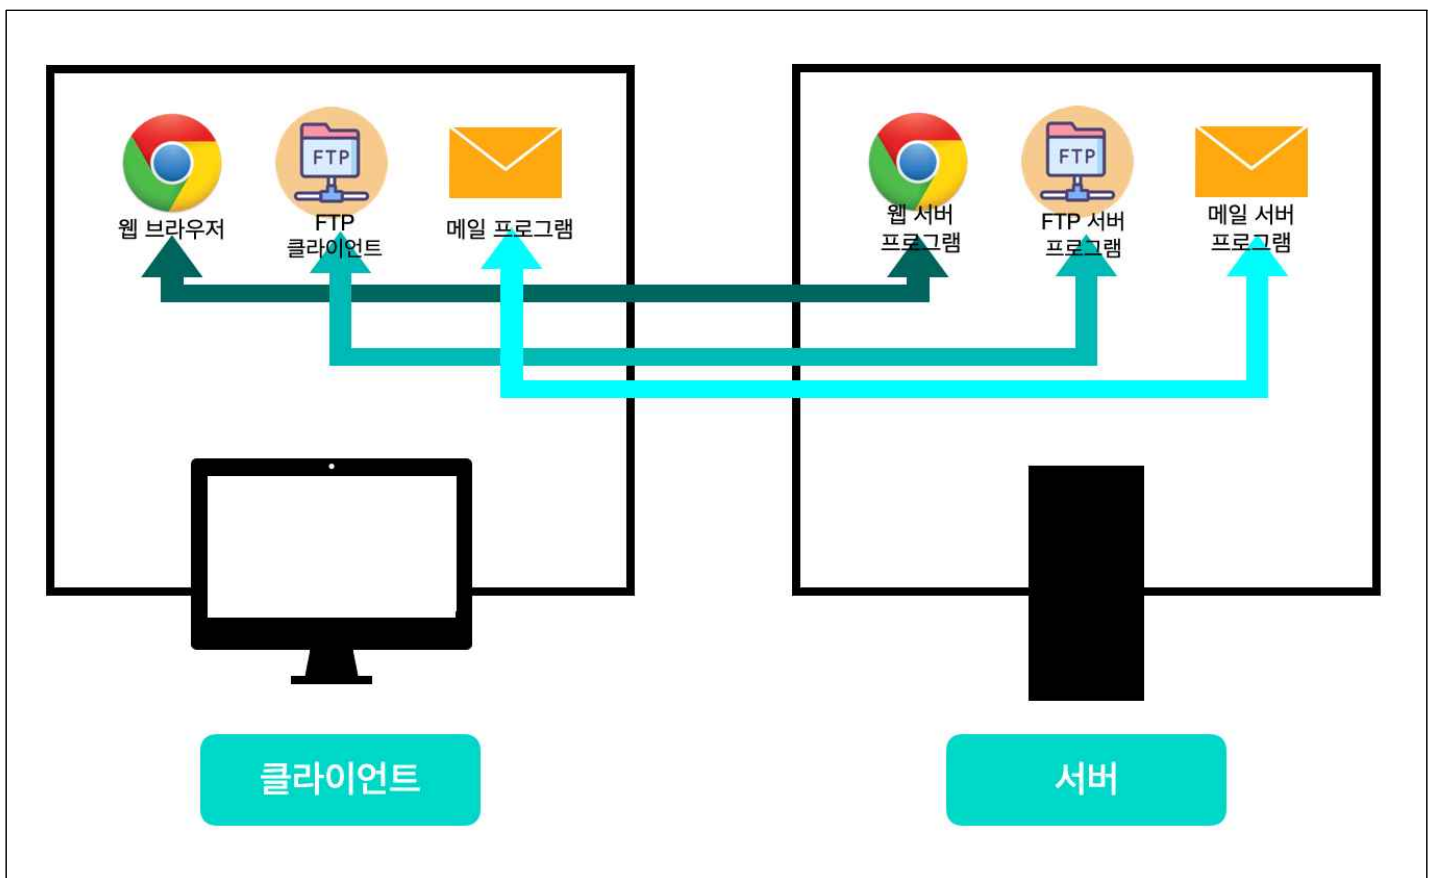 FTP
웹 브라우저
FTP
클라이언트
메일 프로그램
FTP
웹 서버
프로그램
FTP 서버
프로그램
메일 서버
프로그램
클라이언트
서버